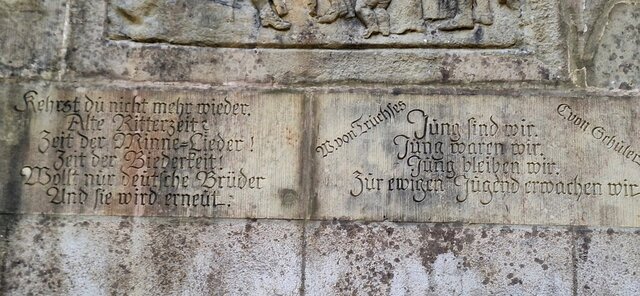 Kehrst du nicht mehr wieder.
Alte Ritterzeit?
Zeit der Minne-Lieder!
Zeit der Biederkeit!
Wollt nur deutsche Brüder
Und sie wird erneut
W. von Truchses
Jung sind wir.
Jung waren wir.
Jung bleiben wir.
Zur ewigen Jugend erwachen wir
C. von Schüler